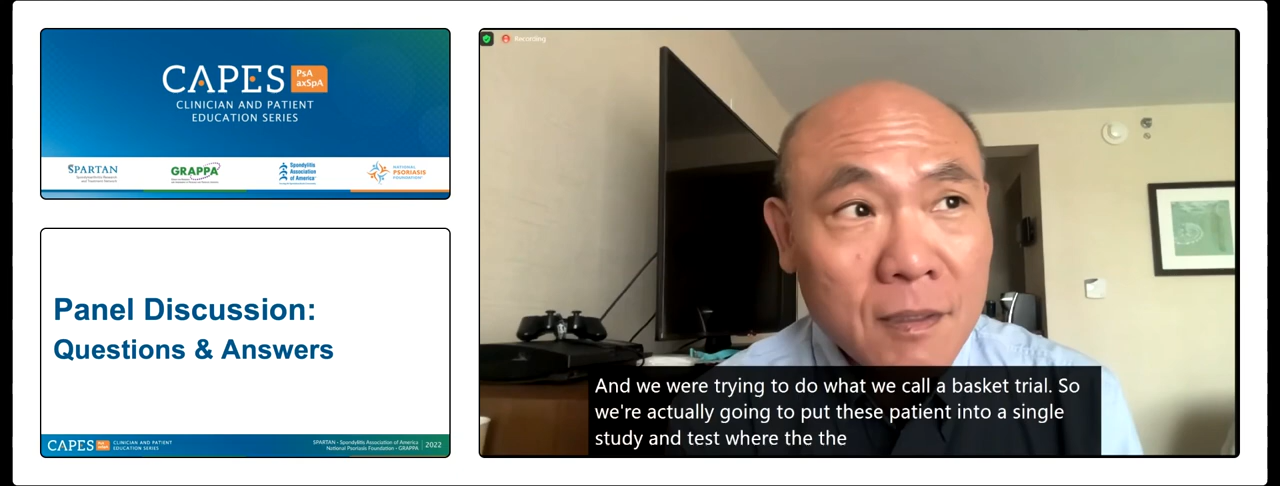 CAPES
PsA
axSpA
CLINICIAN AND PATIENT
EDUCATION SERIES
SPARTAN
GRAPPA
Spondylitis
Association
of America
NATIONAL
PSORIASIS
FOUNDATION
Panel Discussion:
Questions & Answers
CAPES
CLINICIAN AND PATIENT
EDUCATION SERIES
SPARTAN • Spondylitis Association of America
National Psoriasis Foundation • GRAPPA
2022
Recording
And we were trying to do what we call a basket trial. So
we're actually going to put these patient into a single
study and test where the the